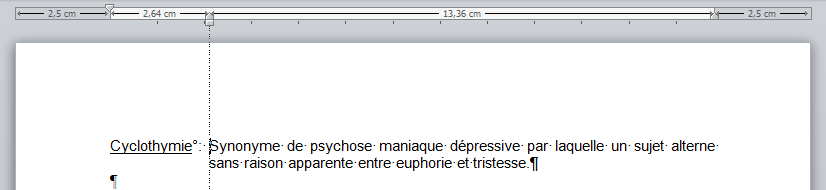 2,5 cm 2,64 cm 13,36 cm 2,5 cm
Cyclothymie°: Synonyme de psychose maniaque dépressive par laquelle un sujet alterne
sans raison apparente entre euphorie et tristesse.¶
¶